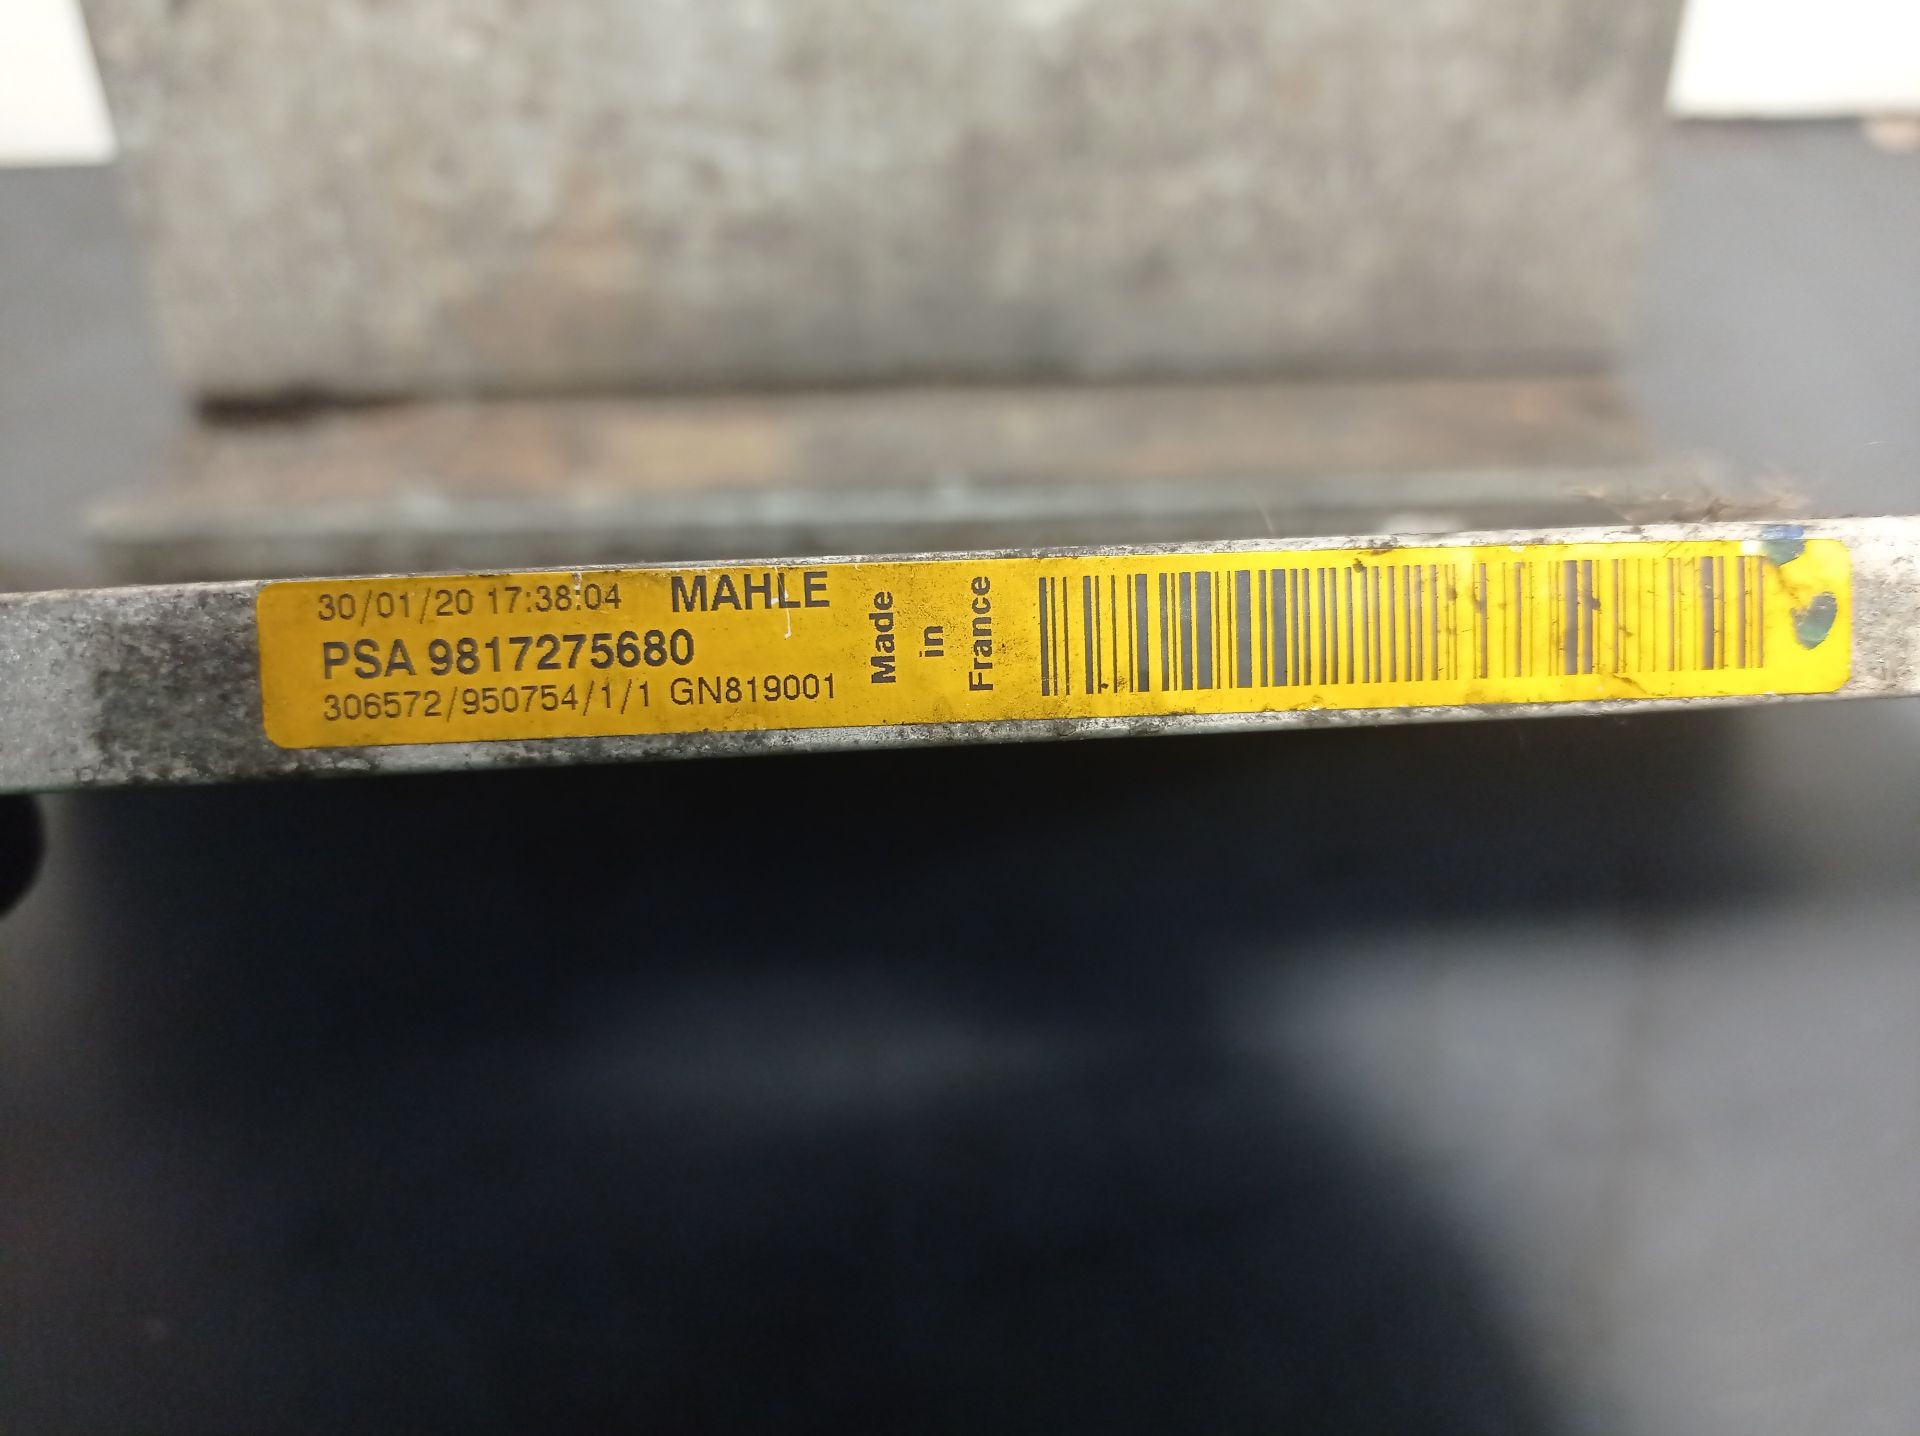 30/01/20 17:38:04 MAHLE
PSA 9817275680
306572/950754/1/1 GN819001
Made
in
France